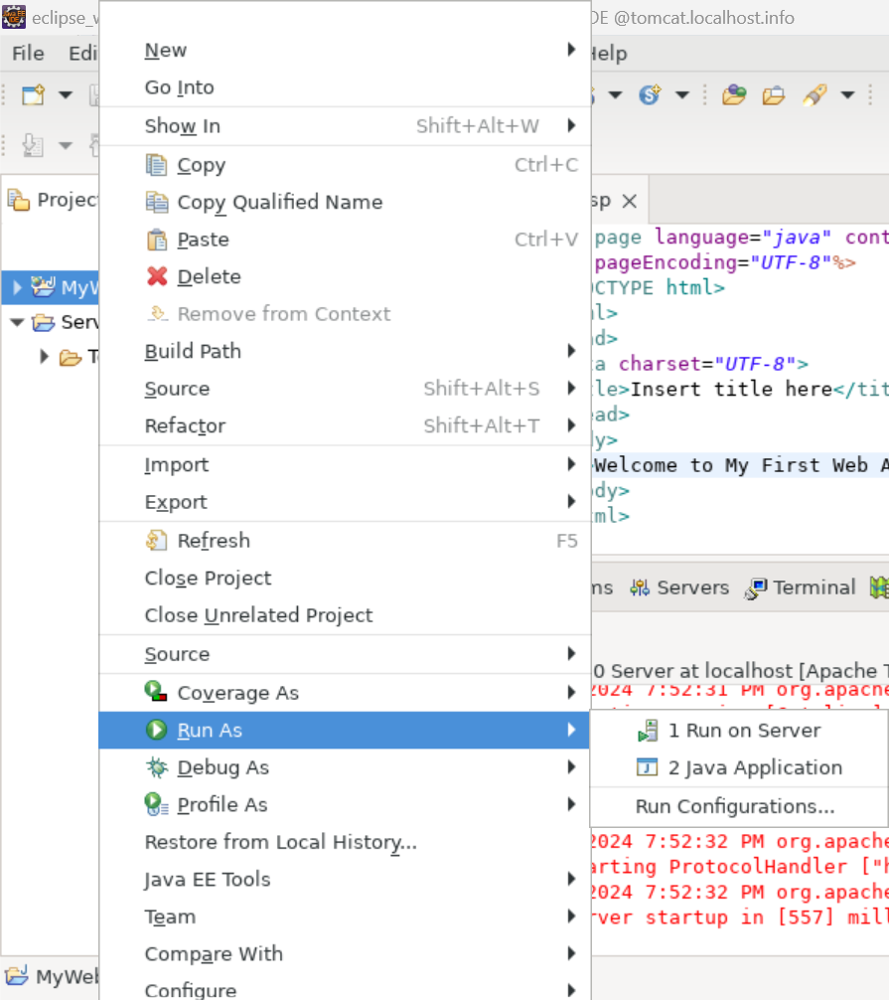 eclipse_w DE @tomcat.localhost.info
File Edi Help
New
Go Into
Show In Shift+Alt+W
Copy Ctrl+C
Copy Qualified Name
Paste Ctrl+V
Delete
Remove from Context
Build Path
Source Shift+Alt+S
Refactor Shift+Alt+T
Import
Export
Refresh F5
Close Project
Close Unrelated Project
Source
Coverage As
Run As
Debug As
Profile As
Restore from Local History...
Java EE Tools
Team
Compare With
Configure
1 Run on Server
2 Java Application
Run Configurations...
Project
MyW
Serv
T
sp
page language="java" cont
pageEncoding="UTF-8"%>
OCTYPE html>
ml>
ad>
ta charset="UTF-8">
tle>Insert title here</tit
ead>
dy>
>Welcome to My First Web A
ody>
tml>
ms Servers Terminal
0 Server at localhost [Apache T
2024 7:52:31 PM org.apache
2024 7:52:32 PM org.apache
arting ProtocolHandler ["h
2024 7:52:32 PM org.apache
rver startup in [557] mill
MyWeb